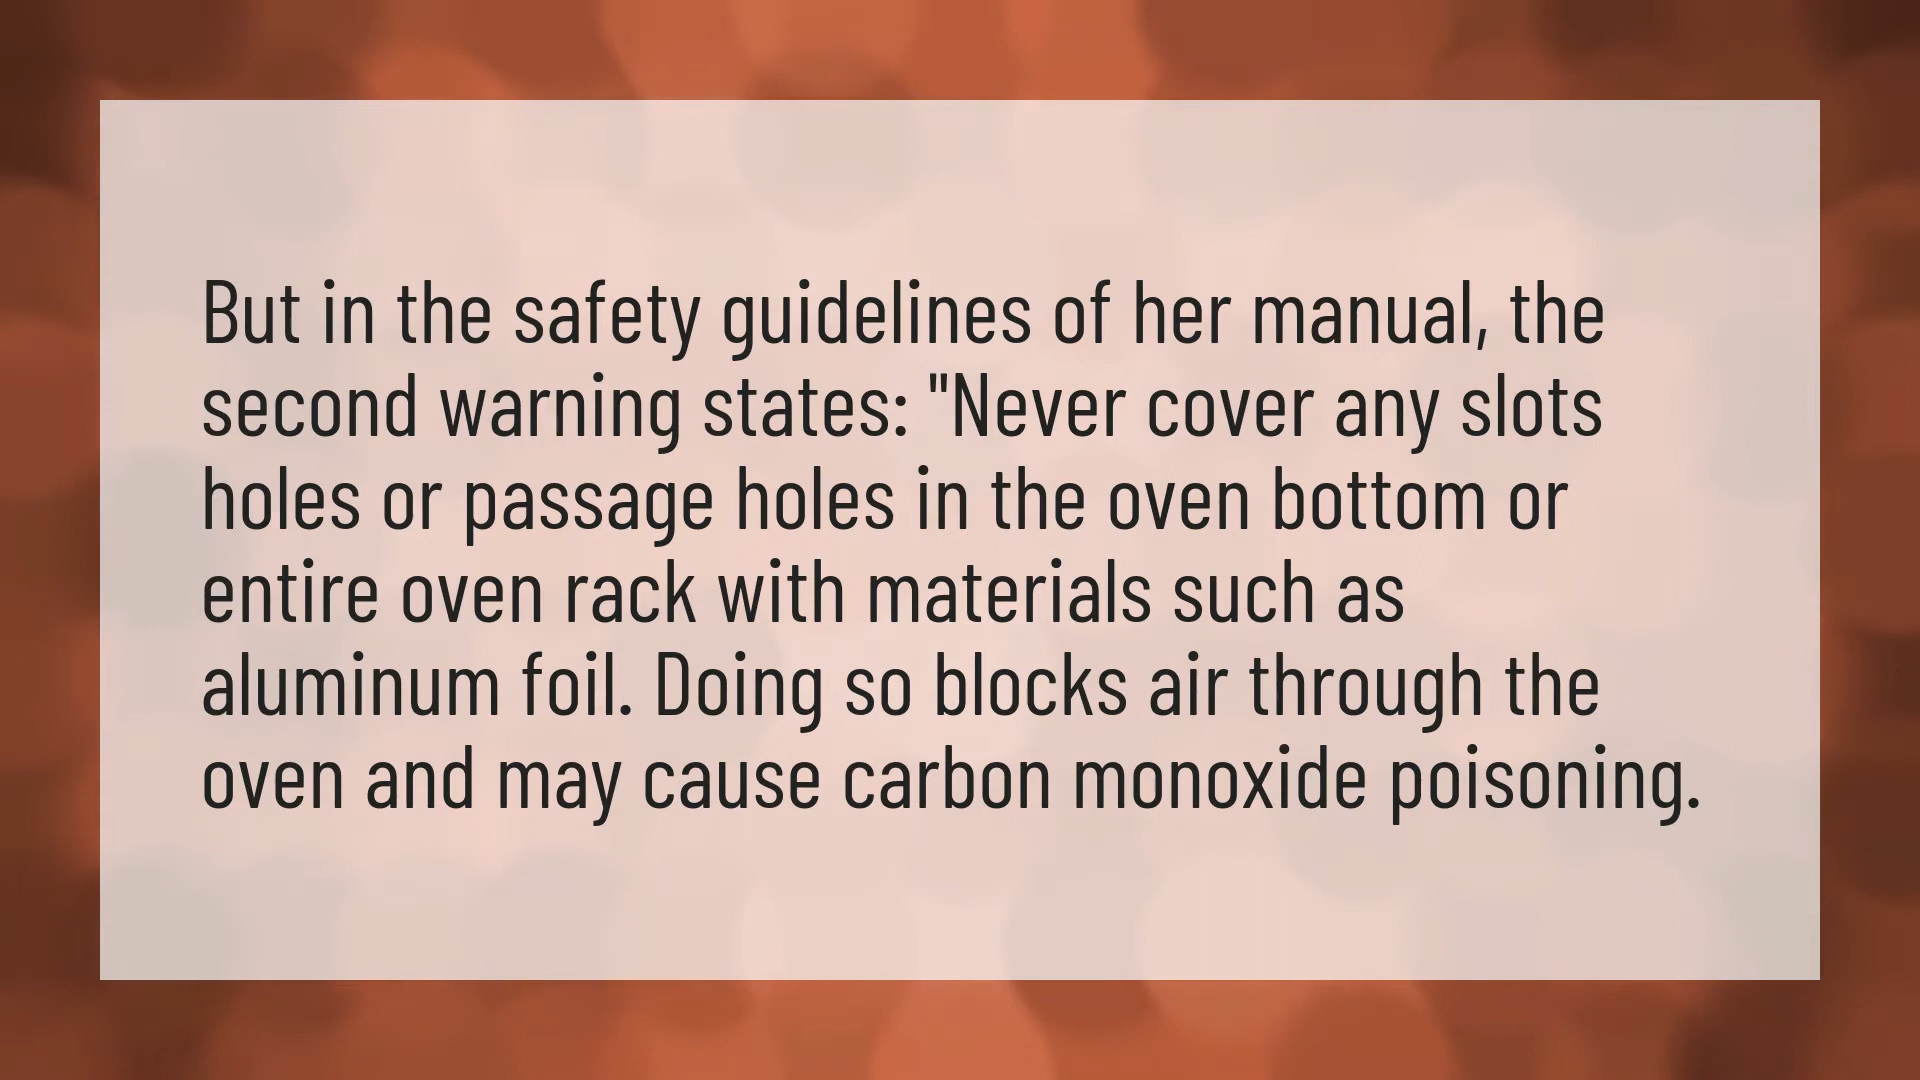 But in the safety guidelines of her manual, the
second warning states: "Never cover any slots
holes or passage holes in the oven bottom or
entire oven rack with materials such as
aluminum foil. Doing so blocks air through the
oven and may cause carbon monoxide poisoning.